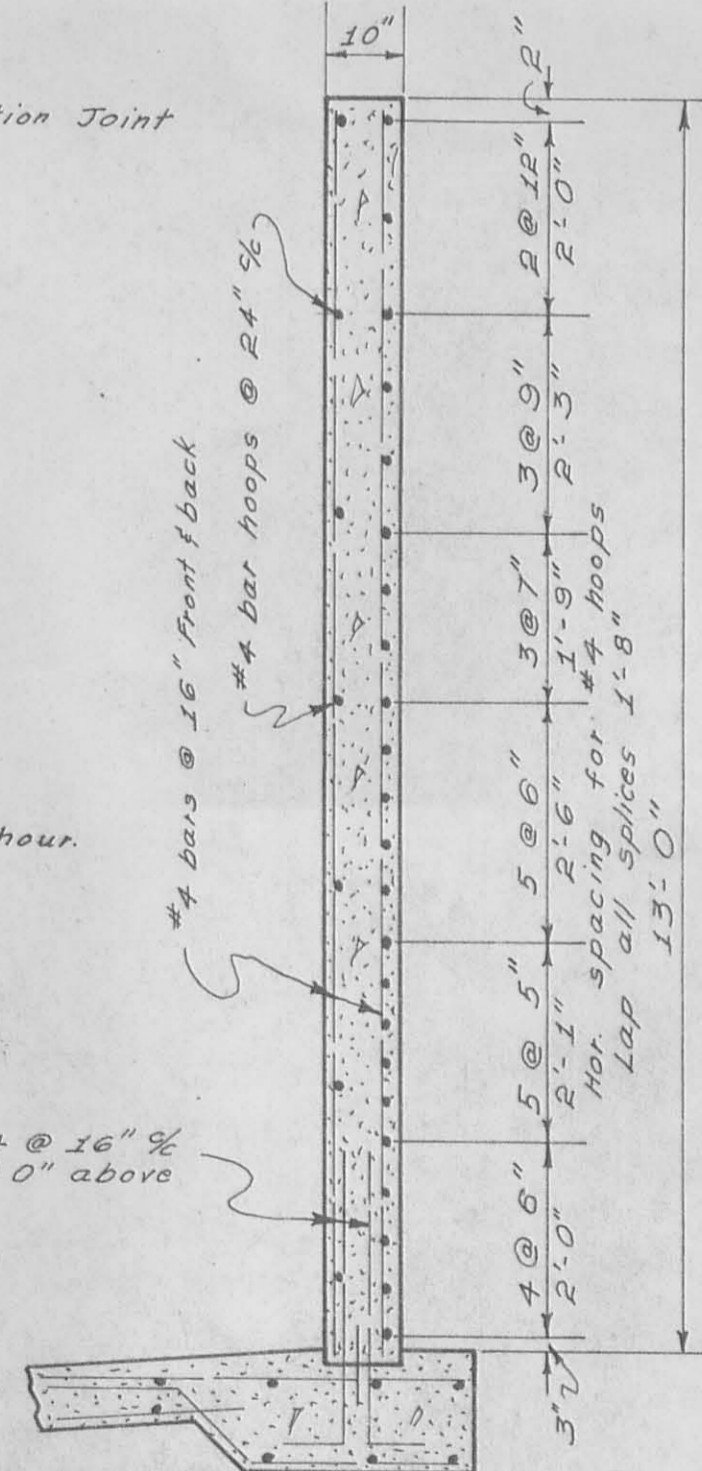 10"
2"
tion Joint
2 @ 12"
2'-0"
#4 bar hoops @ 24" c/c
3 @ 9"
2'-3"
#4 bars @ 16" Front & back
3 @ 7"
1'-9"
Hor. spacing for #4 hoops
Lap all splices 1'-8"
13'-0"
5 @ 6"
2'-6"
hour.
5 @ 5"
2'-1"
@ 16" c/c
0" above
4 @ 6"
2'-0"
3"